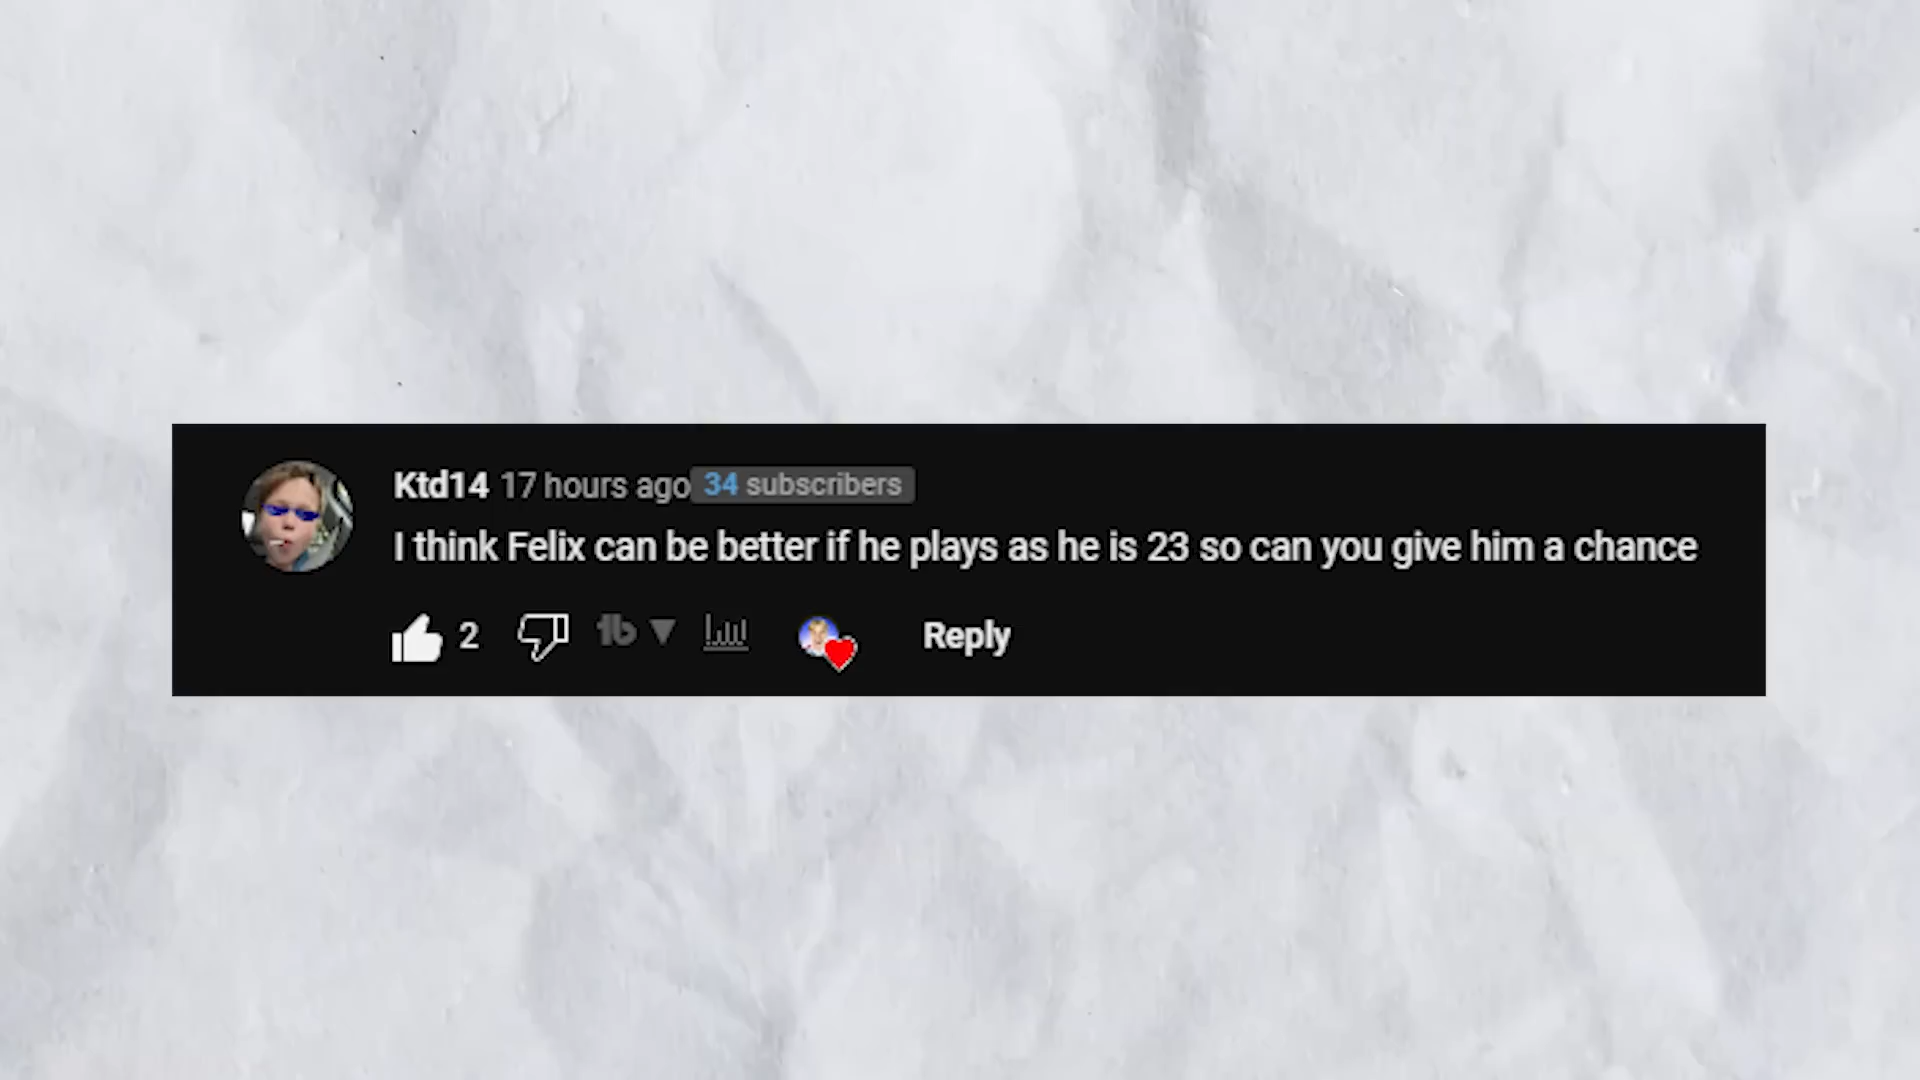 Ktd14 17 hours ago 34 subscribers
I think Felix can be better if he plays as he is 23 so can you give him a chance
2 tb Reply